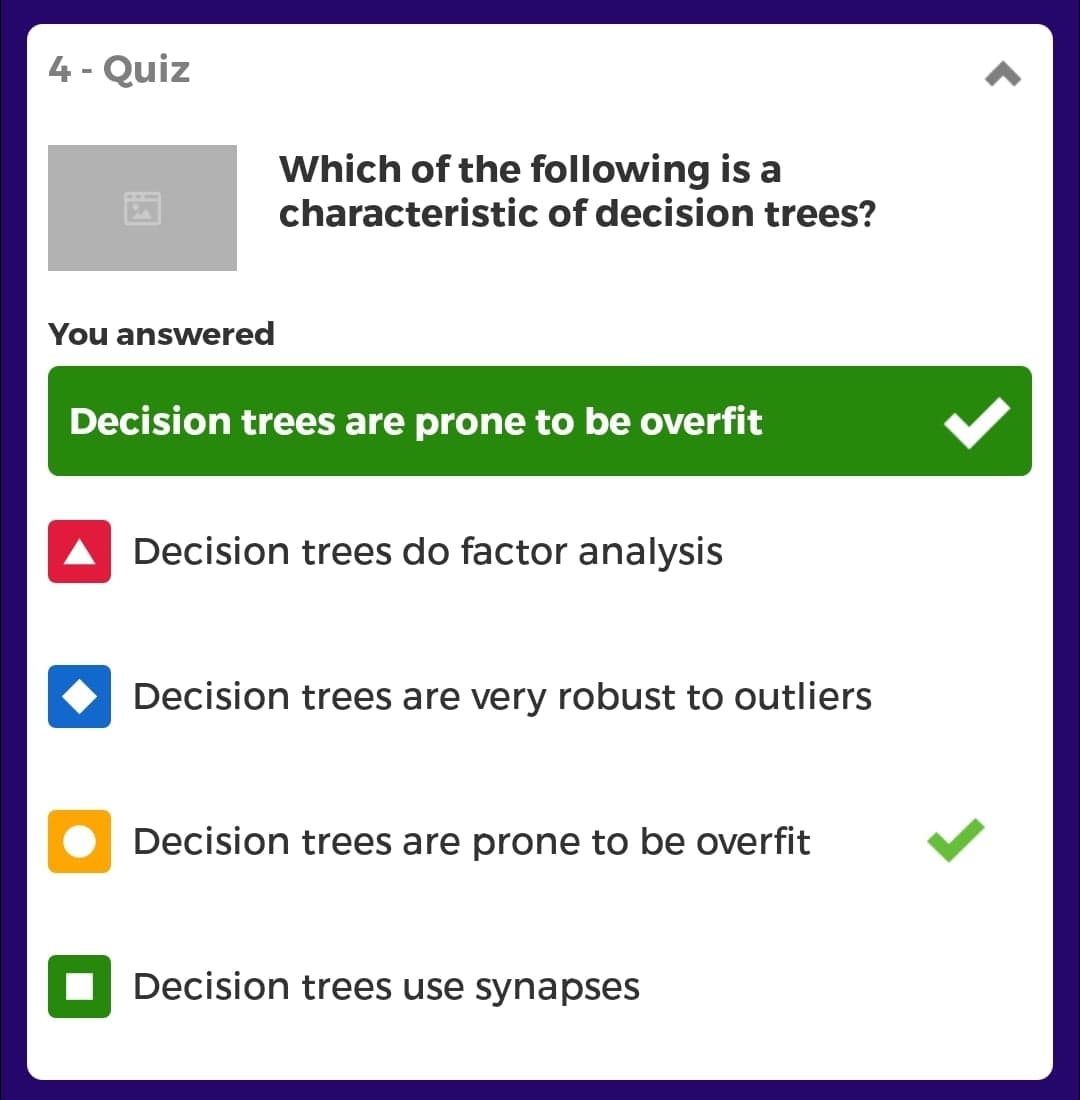 4 - Quiz
Which of the following is a
characteristic of decision trees?
You answered
Decision trees are prone to be overfit
Decision trees do factor analysis
Decision trees are very robust to outliers
Decision trees are prone to be overfit
Decision trees use synapses